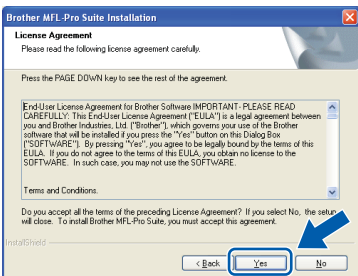 Brother MFL-Pro Suite Installation
License Agreement
Please read the following license agreement carefully.
Press the PAGE DOWN key to see the rest of the agreement.
End-User License Agreement for Brother Software IMPORTANT- PLEASE READ
CAREFULLY: This End-User License Agreement ("EULA") is a legal agreement between
you and Brother Industries, Ltd. ("Brother"), which governs your use of the Brother
software that will be installed if you press the "Yes" button on this Dialog Box
("SOFTWARE"). By pressing "Yes", you agree to be legally bound by the terms of this
EULA. If you do not agree to the terms of this EULA, you obtain no license to the
SOFTWARE. In such case, you may not use the SOFTWARE.
Terms and Conditions.
Do you accept all the terms of the preceding License Agreement? If you select No, the setup
will close. To install Brother MFL-Pro Suite, you must accept this agreement.
InstallShield
< Back Yes No